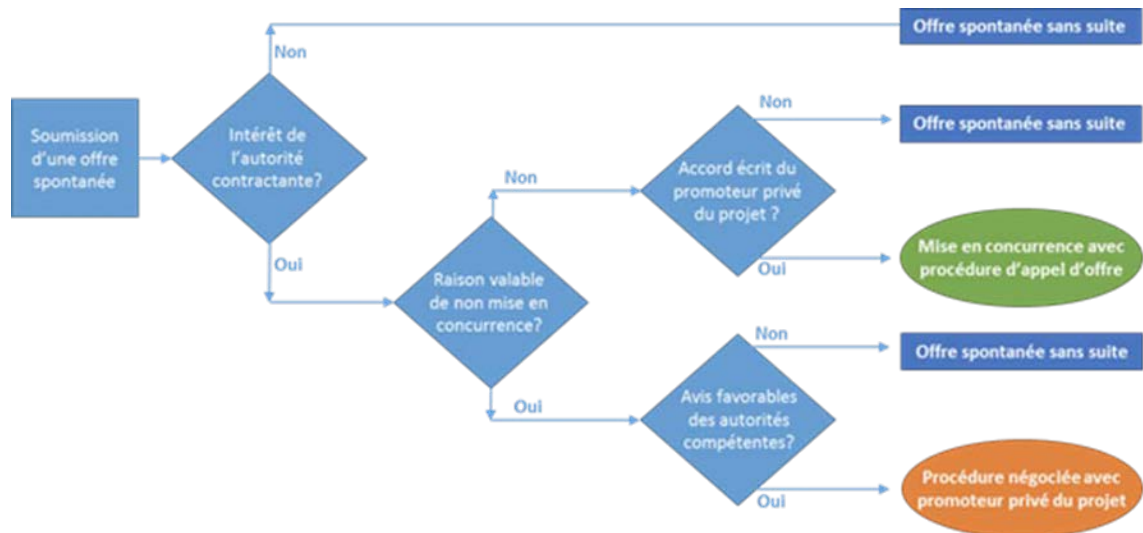 Offre spontanée sans suite
Non
Soumission
d'une offre
spontanée
Intérêt de
l'autorité
contractante?
Non
Offre spontanée sans suite
Accord écrit du
promoteur privé
du projet ?
Non
Oui
Mise en concurrence avec
procédure d'appel d'offre
Oui
Raison valable
de non mise en
concurrence?
Non
Offre spontanée sans suite
Avis favorables
des autorités
compétentes?
Oui
Oui
Procédure négociée avec
promoteur privé du projet